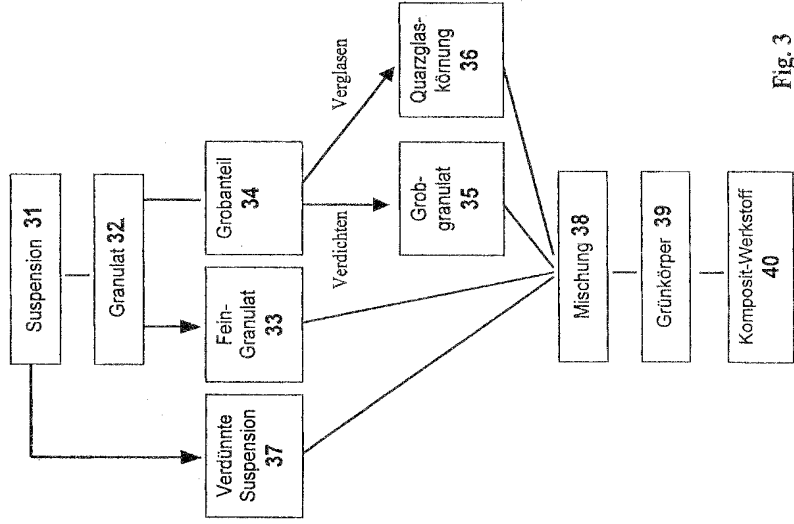 Suspension 31
Granulat 32
Verdünnte
Suspension
37
Fein-
Granulat
33
Grobanteil
34
Verdichten
Verglasen
Grob-
granulat
35
Quarzglas-
körnung
36
Mischung 38
Grünkörper 39
Komposit-Werkstoff
40
Fig. 3